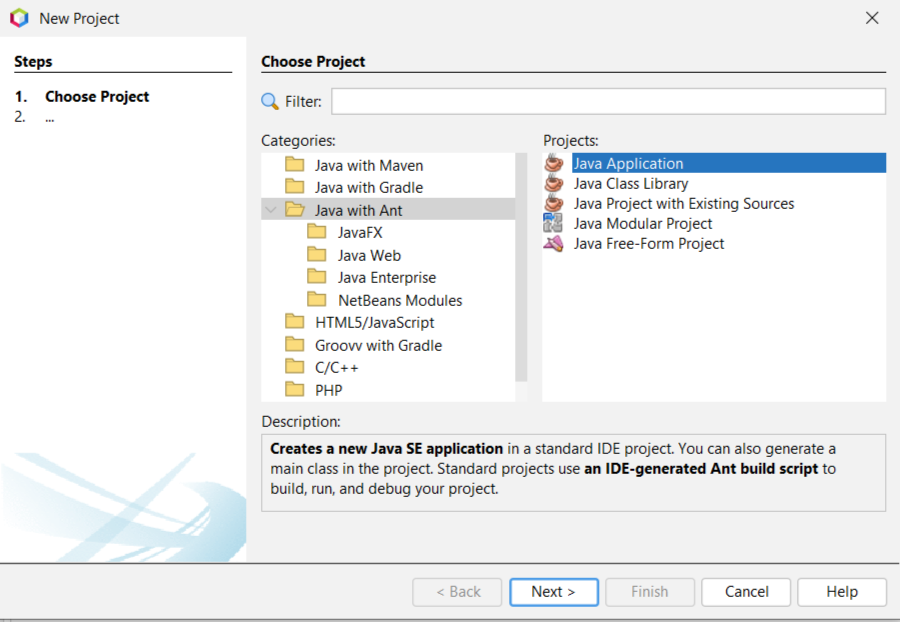 New Project
Steps
1. Choose Project
2. ...
Choose Project
Filter:
Categories:
Java with Maven
Java with Gradle
Java with Ant
JavaFX
Java Web
Java Enterprise
NetBeans Modules
HTML5/JavaScript
Groovv with Gradle
C/C++
PHP
Projects:
Java Application
Java Class Library
Java Project with Existing Sources
Java Modular Project
Java Free-Form Project
Description:
Creates a new Java SE application in a standard IDE project. You can also generate a
main class in the project. Standard projects use an IDE-generated Ant build script to
build, run, and debug your project.
< Back
Next >
Finish
Cancel
Help